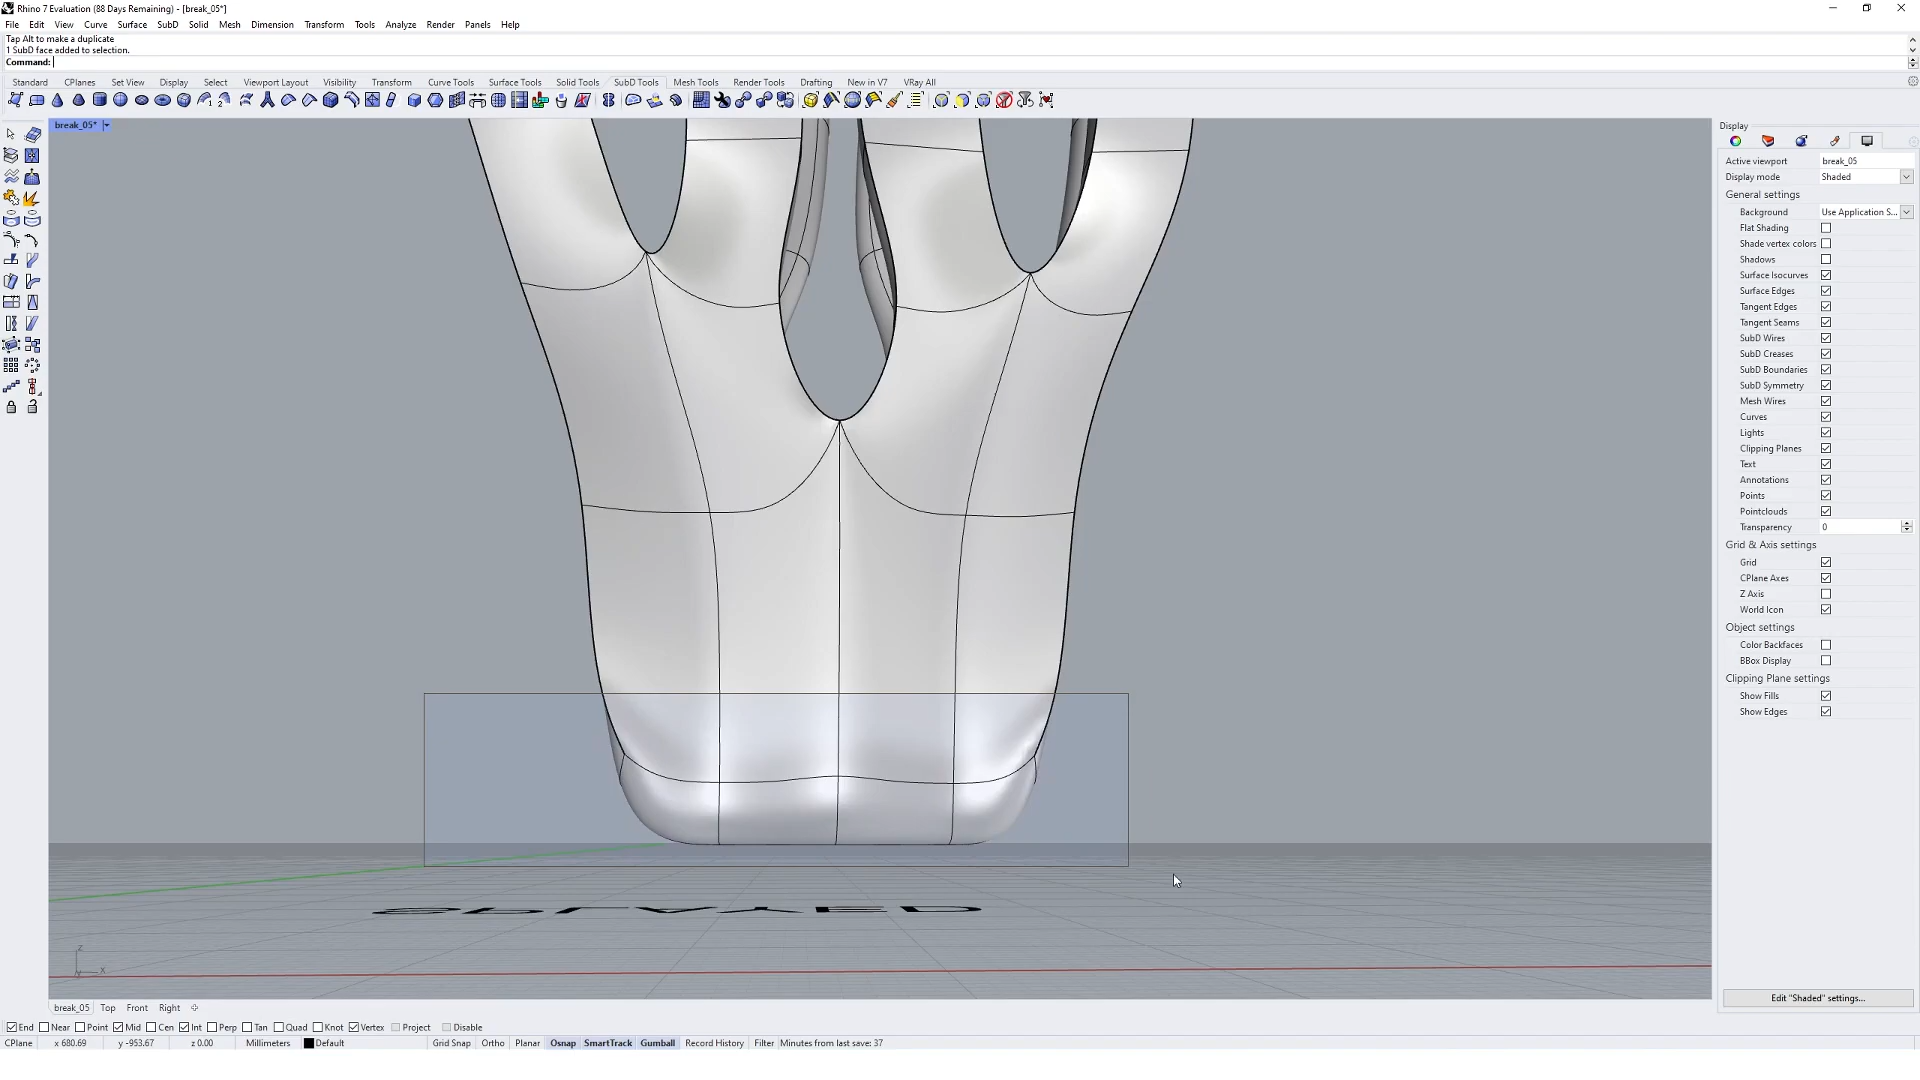 Rhino 7 Evaluation (88 Days Remaining) - [break_05*]
File Edit View Curve Surface SubD Solid Mesh Dimension Transform Tools Analyze Render Panels Help
Tap Alt to make a duplicate
1 SubD face added to selection.
Command:
Standard CPlanes Set View Display Select Viewport Layout Visibility Transform Curve Tools Surface Tools Solid Tools SubD Tools Mesh Tools Render Tools Drafting New in V7 VRay All
break_05*
Display
Active viewport break_05
Display mode Shaded
General settings
Background Use Application S...
Flat Shading
Shade vertex colors
Shadows
Surface Isocurves
Surface Edges
Tangent Edges
Tangent Seams
SubD Wires
SubD Creases
SubD Boundaries
SubD Symmetry
Mesh Wires
Curves
Lights
Clipping Planes
Text
Annotations
Points
Pointclouds
Transparency 0
Grid & Axis settings
Grid
CPlane Axes
Z Axis
World Icon
Object settings
Color Backfaces
BBox Display
Clipping Plane settings
Show Fills
Show Edges
z
y x
Edit "Shaded" settings...
break_05 Top Front Right
End Near Point Mid Cen Int Perp Tan Quad Knot Vertex Project Disable
CPlane x 680.69 y -953.67 z 0.00 Millimeters Default Grid Snap Ortho Planar Osnap SmartTrack Gumball Record History Filter Minutes from last save: 37